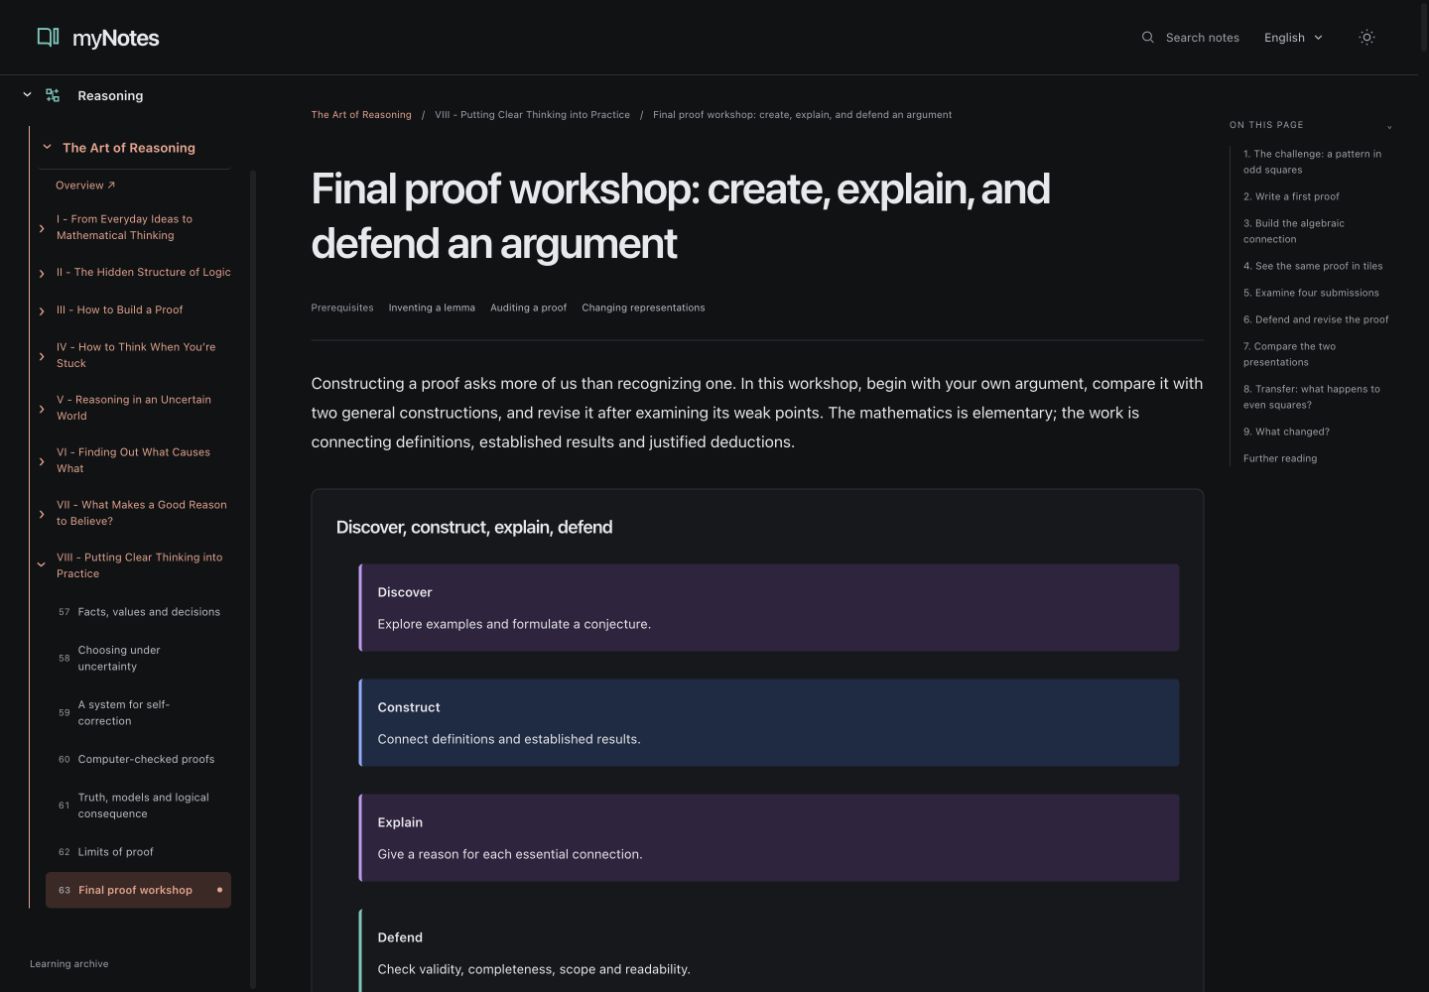 myNotes
Search notes
English
Reasoning
The Art of Reasoning
Overview ↗
I - From Everyday Ideas to
Mathematical Thinking
II - The Hidden Structure of Logic
III - How to Build a Proof
IV - How to Think When You're
Stuck
V - Reasoning in an Uncertain
World
VI - Finding Out What Causes
What
VII - What Makes a Good Reason
to Believe?
VIII - Putting Clear Thinking into
Practice
57 Facts, values and decisions
58 Choosing under
uncertainty
59 A system for self-
correction
60 Computer-checked proofs
61 Truth, models and logical
consequence
62 Limits of proof
63 Final proof workshop
Learning archive
The Art of Reasoning / VIII - Putting Clear Thinking into Practice / Final proof workshop: create, explain, and defend an argument
Final proof workshop: create, explain, and
defend an argument
Prerequisites Inventing a lemma Auditing a proof Changing representations
Constructing a proof asks more of us than recognizing one. In this workshop, begin with your own argument, compare it with
two general constructions, and revise it after examining its weak points. The mathematics is elementary; the work is
connecting definitions, established results and justified deductions.
Discover, construct, explain, defend
Discover
Explore examples and formulate a conjecture.
Construct
Connect definitions and established results.
Explain
Give a reason for each essential connection.
Defend
Check validity, completeness, scope and readability.
ON THIS PAGE
1. The challenge: a pattern in
odd squares
2. Write a first proof
3. Build the algebraic
connection
4. See the same proof in tiles
5. Examine four submissions
6. Defend and revise the proof
7. Compare the two
presentations
8. Transfer: what happens to
even squares?
9. What changed?
Further reading